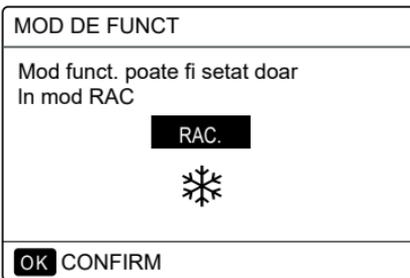 MOD DE FUNCT
Mod funct. poate fi setat doar
In mod RAC
RAC.
OK CONFIRM